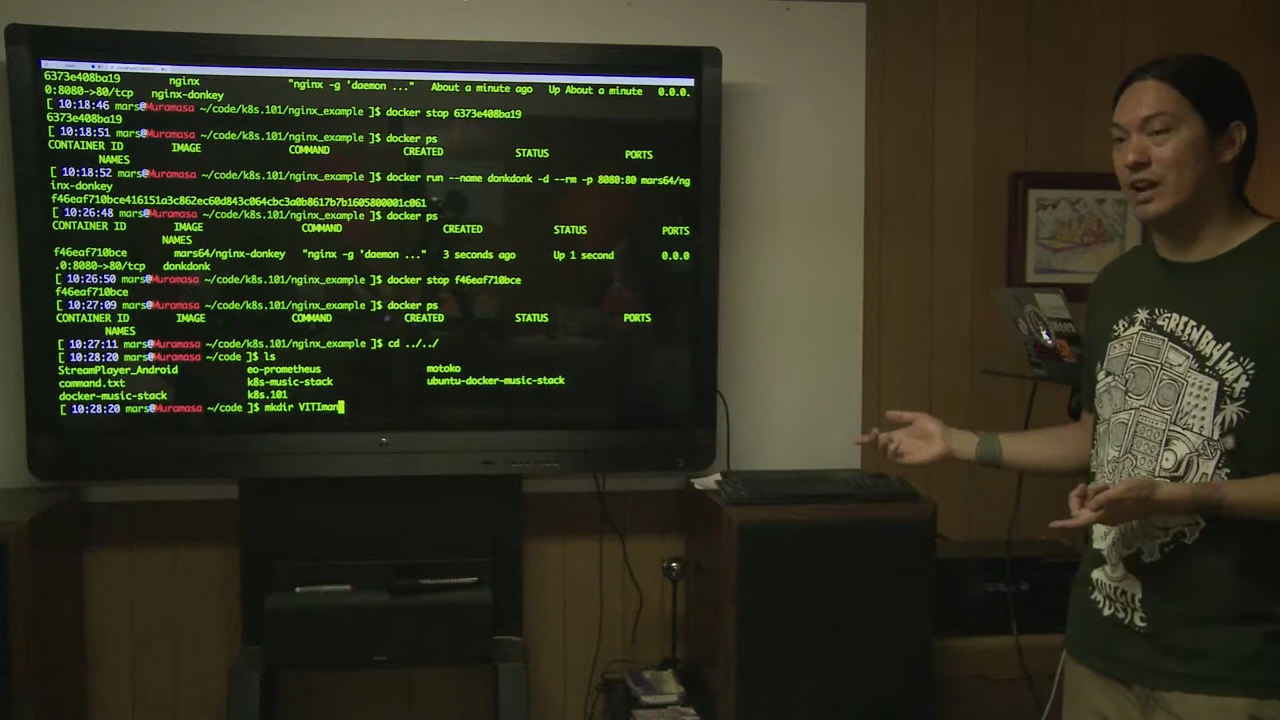 6373e408ba19 nginx "nginx -g 'daemon ..." About a minute ago Up About a minute 0.0.0.
0:8080->80/tcp nginx-donkey
[ 10:18:46 mars@Muramasa ~/code/k8s.101/nginx_example ]$ docker stop 6373e408ba19
6373e408ba19
[ 10:18:51 mars@Muramasa ~/code/k8s.101/nginx_example ]$ docker ps
CONTAINER ID IMAGE COMMAND CREATED STATUS PORTS
NAMES
[ 10:18:52 mars@Muramasa ~/code/k8s.101/nginx_example ]$ docker run --name donkdonk -d --rm -p 8080:80 mars64/ng
inx-donkey
f46eaf710bce416151a3c862ec60d843c064cbc3a0b8617b7b1605800001c061
[ 10:26:48 mars@Muramasa ~/code/k8s.101/nginx_example ]$ docker ps
CONTAINER ID IMAGE COMMAND CREATED STATUS PORTS
NAMES
f46eaf710bce mars64/nginx-donkey "nginx -g 'daemon ..." 3 seconds ago Up 1 second 0.0.0
.0:8080->80/tcp donkdonk
[ 10:26:50 mars@Muramasa ~/code/k8s.101/nginx_example ]$ docker stop f46eaf710bce
f46eaf710bce
[ 10:27:09 mars@Muramasa ~/code/k8s.101/nginx_example ]$ docker ps
CONTAINER ID IMAGE COMMAND CREATED STATUS PORTS
NAMES
[ 10:27:11 mars@Muramasa ~/code/k8s.101/nginx_example ]$ cd ../../
[ 10:28:20 mars@Muramasa ~/code ]$ ls
StreamPlayer_Android eo-prometheus motoko
command.txt k8s-music-stack ubuntu-docker-music-stack
docker-music-stack k8s.101
[ 10:28:20 mars@Muramasa ~/code ]$ mkdir VITIman
GREENBOY WAX
MUSIC